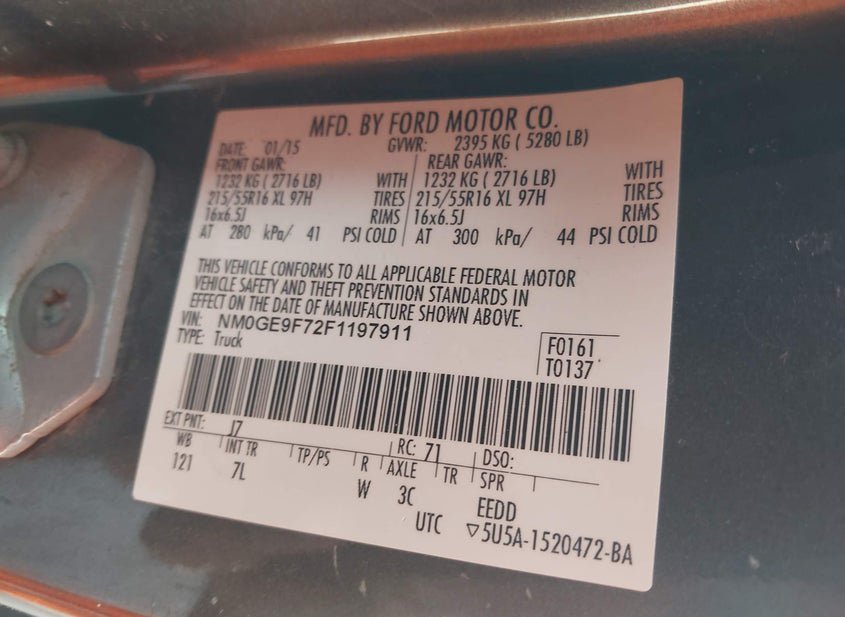 MFD. BY FORD MOTOR CO.
DATE: 01/15 GVWR: 2395 KG ( 5280 LB)
FRONT GAWR: REAR GAWR:
1232 KG ( 2716 LB) WITH 1232 KG ( 2716 LB) WITH
215/55R16 XL 97H TIRES 215/55R16 XL 97H TIRES
16x6.5J RIMS 16x6.5J RIMS
AT 280 kPa/ 41 PSI COLD AT 300 kPa/ 44 PSI COLD
THIS VEHICLE CONFORMS TO ALL APPLICABLE FEDERAL MOTOR
VEHICLE SAFETY AND THEFT PREVENTION STANDARDS IN
EFFECT ON THE DATE OF MANUFACTURE SHOWN ABOVE.
VIN: NM0GE9F72F1197911
TYPE: Truck
F0161
T0137
EXT PNT: J7 RC: 71 DSO:
WB INT TR TP/PS R AXLE TR SPR
121 7L W 3C EEDD
UTC ▽5U5A-1520472-BA